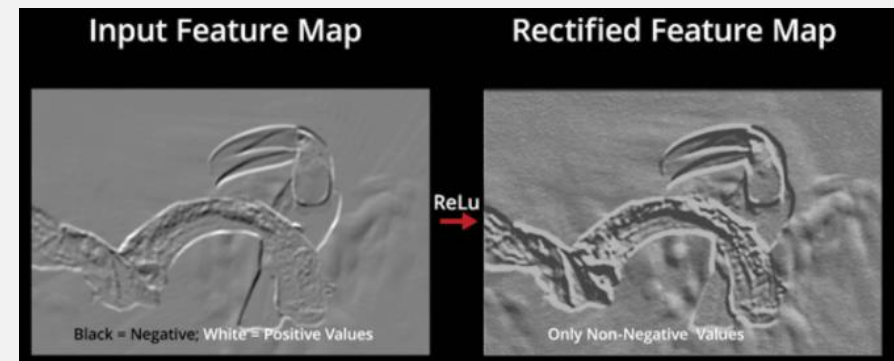 Input Feature Map
Rectified Feature Map
ReLu
Black = Negative; White = Positive Values
Only Non-Negative Values